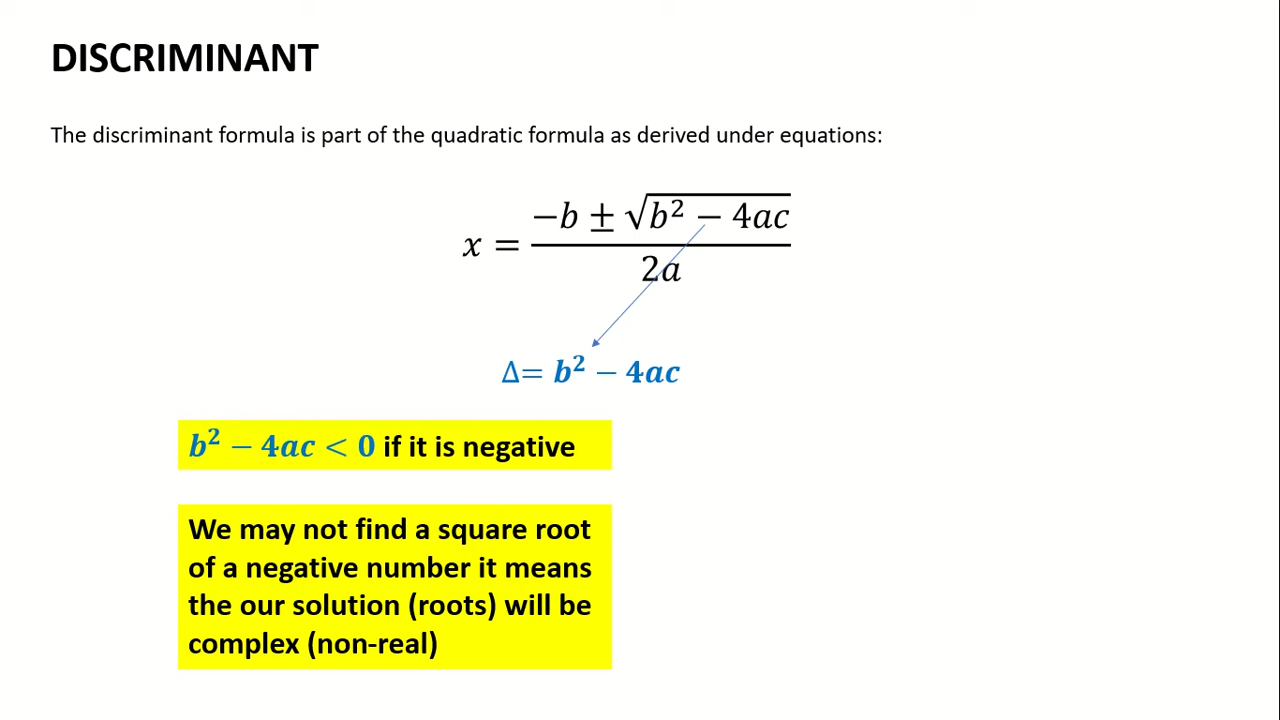 DISCRIMINANT
The discriminant formula is part of the quadratic formula as derived under equations:
x = (−b ± √(b² − 4ac)) / 2a
Δ= b² − 4ac
b² − 4ac < 0 if it is negative
We may not find a square root
of a negative number it means
the our solution (roots) will be
complex (non-real)